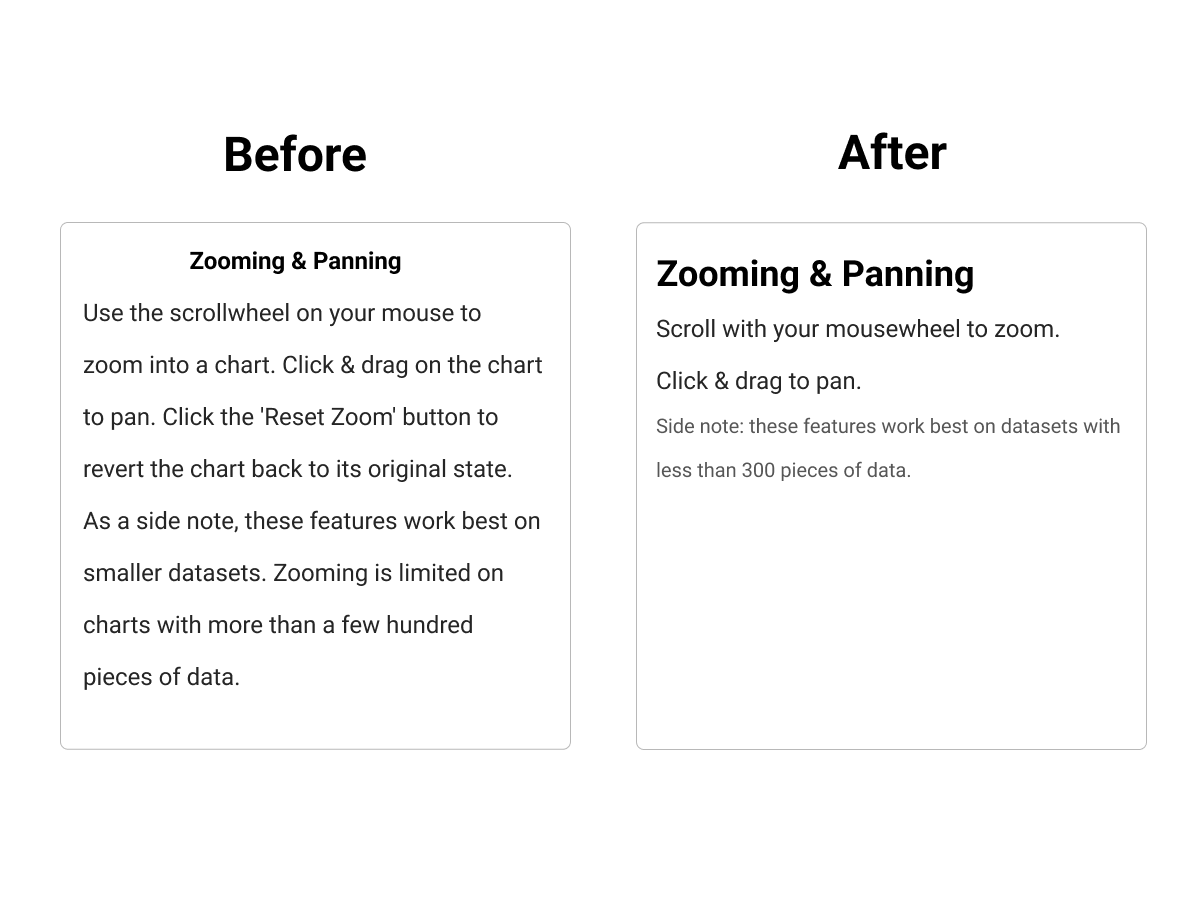 Before
Zooming & Panning
Use the scrollwheel on your mouse to
zoom into a chart. Click & drag on the chart
to pan. Click the 'Reset Zoom' button to
revert the chart back to its original state.
As a side note, these features work best on
smaller datasets. Zooming is limited on
charts with more than a few hundred
pieces of data.
After
Zooming & Panning
Scroll with your mousewheel to zoom.
Click & drag to pan.
Side note: these features work best on datasets with
less than 300 pieces of data.